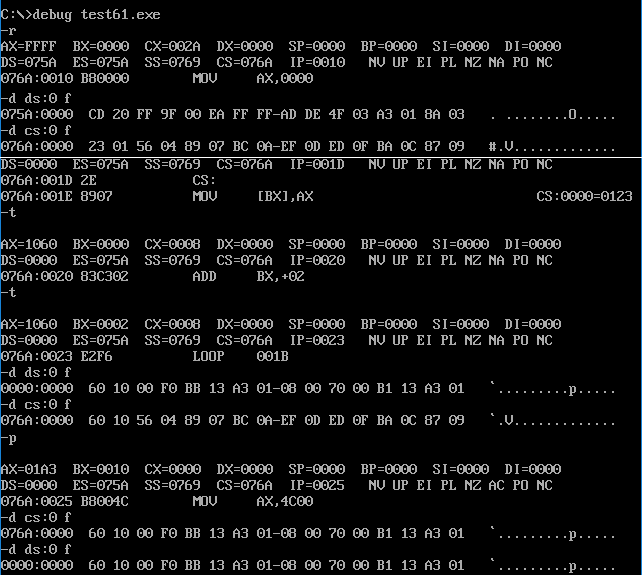 C:\>debug test61.exe
-r
AX=FFFF  BX=0000  CX=002A  DX=0000  SP=0000  BP=0000  SI=0000  DI=0000
DS=075A  ES=075A  SS=0769  CS=076A  IP=0010   NV UP EI PL NZ NA PO NC
076A:0010 B80000        MOV     AX,0000
-d ds:0 f
075A:0000  CD 20 FF 9F 00 EA FF FF-AD DE 4F 03 A3 01 8A 03   . ........O.....
-d cs:0 f
076A:0000  23 01 56 04 89 07 BC 0A-EF 0D ED 0F BA 0C 87 09   #.V.............
DS=0000  ES=075A  SS=0769  CS=076A  IP=001D   NV UP EI PL NZ NA PO NC
076A:001D 2E            CS:
076A:001E 8907          MOV     [BX],AX                            CS:0000=0123
-t
AX=1060  BX=0000  CX=0008  DX=0000  SP=0000  BP=0000  SI=0000  DI=0000
DS=0000  ES=075A  SS=0769  CS=076A  IP=0020   NV UP EI PL NZ NA PO NC
076A:0020 83C302        ADD     BX,+02
-t
AX=1060  BX=0002  CX=0008  DX=0000  SP=0000  BP=0000  SI=0000  DI=0000
DS=0000  ES=075A  SS=0769  CS=076A  IP=0023   NV UP EI PL NZ NA PO NC
076A:0023 E2F6          LOOP    001B
-d ds:0 f
0000:0000  60 10 00 F0 BB 13 A3 01-08 00 70 00 B1 13 A3 01   `.........p.....
-d cs:0 f
076A:0000  60 10 56 04 89 07 BC 0A-EF 0D ED 0F BA 0C 87 09   `.V.............
-p
AX=01A3  BX=0010  CX=0000  DX=0000  SP=0000  BP=0000  SI=0000  DI=0000
DS=0000  ES=075A  SS=0769  CS=076A  IP=0025   NV UP EI PL NZ AC PO NC
076A:0025 B8004C        MOV     AX,4C00
-d cs:0 f
076A:0000  60 10 00 F0 BB 13 A3 01-08 00 70 00 B1 13 A3 01   `.........p.....
-d ds:0 f
0000:0000  60 10 00 F0 BB 13 A3 01-08 00 70 00 B1 13 A3 01   `.........p.....